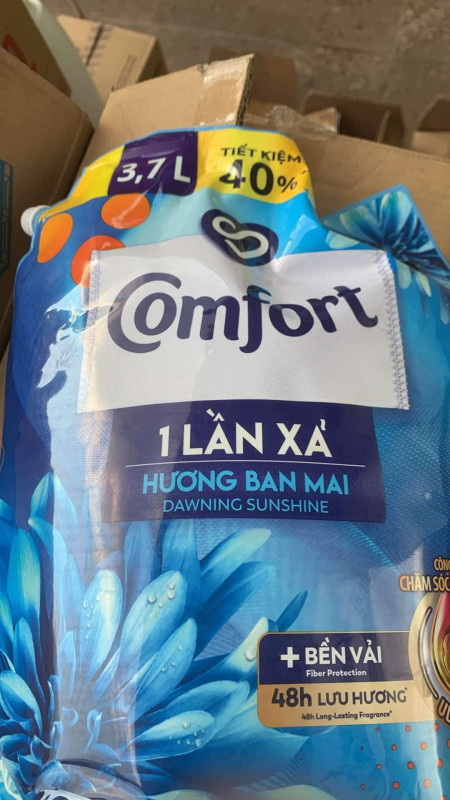 3,7 L
TIẾT KIỆM
40%
Comfort
1 LẦN XẢ
HƯƠNG BAN MAI
DAWNING SUNSHINE
CHĂM SÓC
+ BỀN VẢI
Fiber Protection
48h LƯU HƯƠNG*
48h Long-Lasting Fragrance*